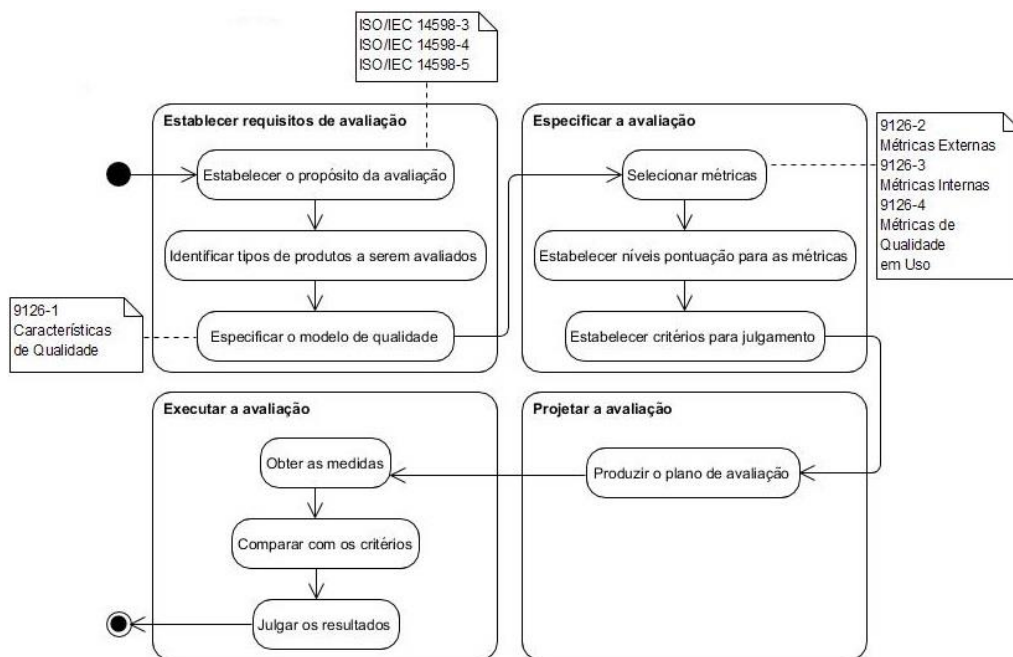 ISO/IEC 14598-3
ISO/IEC 14598-4
ISO/IEC 14598-5
Establecer requisitos de avaliação
Estabelecer o propósito da avaliação
Identificar tipos de produtos a serem avaliados
Especificar o modelo de qualidade
9126-1
Características
de Qualidade
Especificar a avaliação
Selecionar métricas
Estabelecer níveis pontuação para as métricas
Estabelecer critérios para julgamento
9126-2
Métricas Externas
9126-3
Métricas Internas
9126-4
Métricas de
Qualidade
em Uso
Projetar a avaliação
Produzir o plano de avaliação
Executar a avaliação
Obter as medidas
Comparar com os critérios
Julgar os resultados